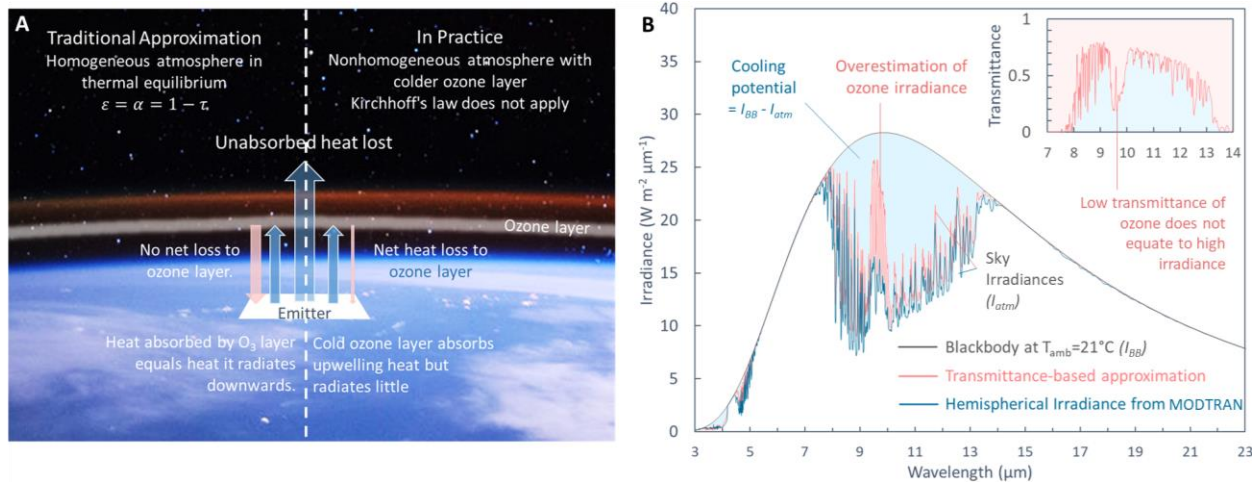 A
Traditional Approximation
Homogeneous atmosphere in
thermal equilibrium
ε = α = 1 − τ.
In Practice
Nonhomogeneous atmosphere with
colder ozone layer
Kirchhoff's law does not apply
Unabsorbed heat lost
Ozone layer
No net loss to
ozone layer.
Net heat loss to
ozone layer
Emitter
Heat absorbed by O₃ layer
equals heat it radiates
downwards.
Cold ozone layer absorbs
upwelling heat but
radiates little
B
40
35
30
25
20
15
10
5
0
Irradiance (W m⁻² μm⁻¹)
3
5
7
9
11
13
15
17
19
21
23
Wavelength (μm)
Cooling
potential
= I_BB - I_atm
Overestimation of
ozone irradiance
Sky
Irradiances
(I_atm)
Blackbody at T_amb=21°C (I_BB)
Transmittance-based approximation
Hemispherical Irradiance from MODTRAN
1
0.5
0
Transmittance
7 8 9 10 11 12 13 14
Low transmittance of
ozone does not
equate to high
irradiance